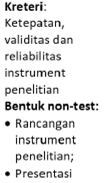 Kreteri:
Ketepatan,
validitas dan
reliabilitas
instrument
penelitian
Bentuk non-test:
• Rancangan
instrument
penelitian;
• Presentasi